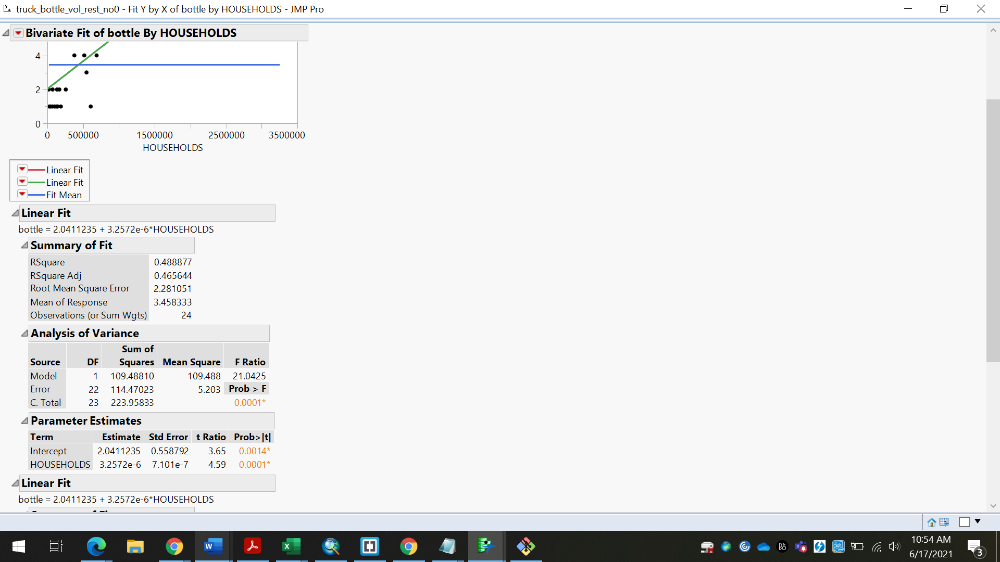 truck_bottle_vol_rest_no0 - Fit Y by X of bottle by HOUSEHOLDS - JMP Pro
Bivariate Fit of bottle By HOUSEHOLDS
4
2
0
0 500000 1500000 2500000 3500000
HOUSEHOLDS
Linear Fit
Linear Fit
Fit Mean
Linear Fit
bottle = 2.0411235 + 3.2572e-6*HOUSEHOLDS
Summary of Fit
RSquare 0.488877
RSquare Adj 0.465644
Root Mean Square Error 2.281051
Mean of Response 3.458333
Observations (or Sum Wgts) 24
Analysis of Variance
Sum of
Source DF Squares Mean Square F Ratio
Model 1 109.48810 109.488 21.0425
Error 22 114.47023 5.203 Prob > F
C. Total 23 223.95833 0.0001*
Parameter Estimates
Term Estimate Std Error t Ratio Prob>|t|
Intercept 2.0411235 0.558792 3.65 0.0014*
HOUSEHOLDS 3.2572e-6 7.101e-7 4.59 0.0001*
Linear Fit
bottle = 2.0411235 + 3.2572e-6*HOUSEHOLDS
10:54 AM
6/17/2021
3